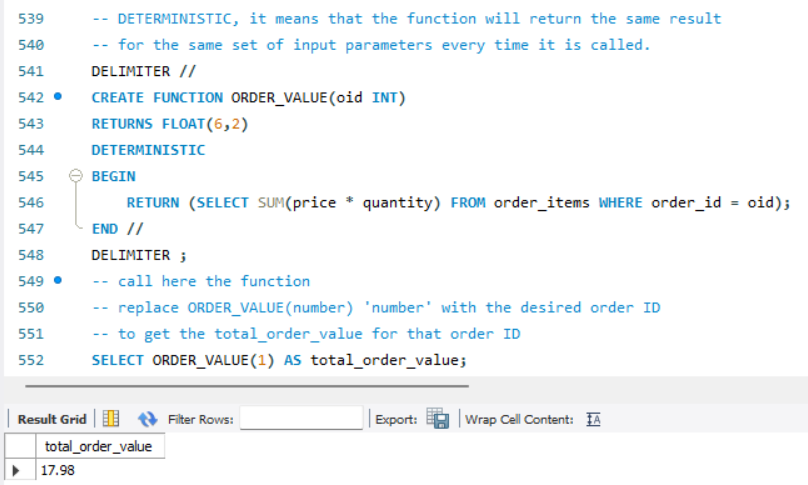 539 -- DETERMINISTIC, it means that the function will return the same result
540 -- for the same set of input parameters every time it is called.
541 DELIMITER //
542 CREATE FUNCTION ORDER_VALUE(oid INT)
543 RETURNS FLOAT(6,2)
544 DETERMINISTIC
545 BEGIN
546 RETURN (SELECT SUM(price * quantity) FROM order_items WHERE order_id = oid);
547 END //
548 DELIMITER ;
549 -- call here the function
550 -- replace ORDER_VALUE(number) 'number' with the desired order ID
551 -- to get the total_order_value for that order ID
552 SELECT ORDER_VALUE(1) AS total_order_value;
Result Grid Filter Rows: Export: Wrap Cell Content: IA
total_order_value
17.98